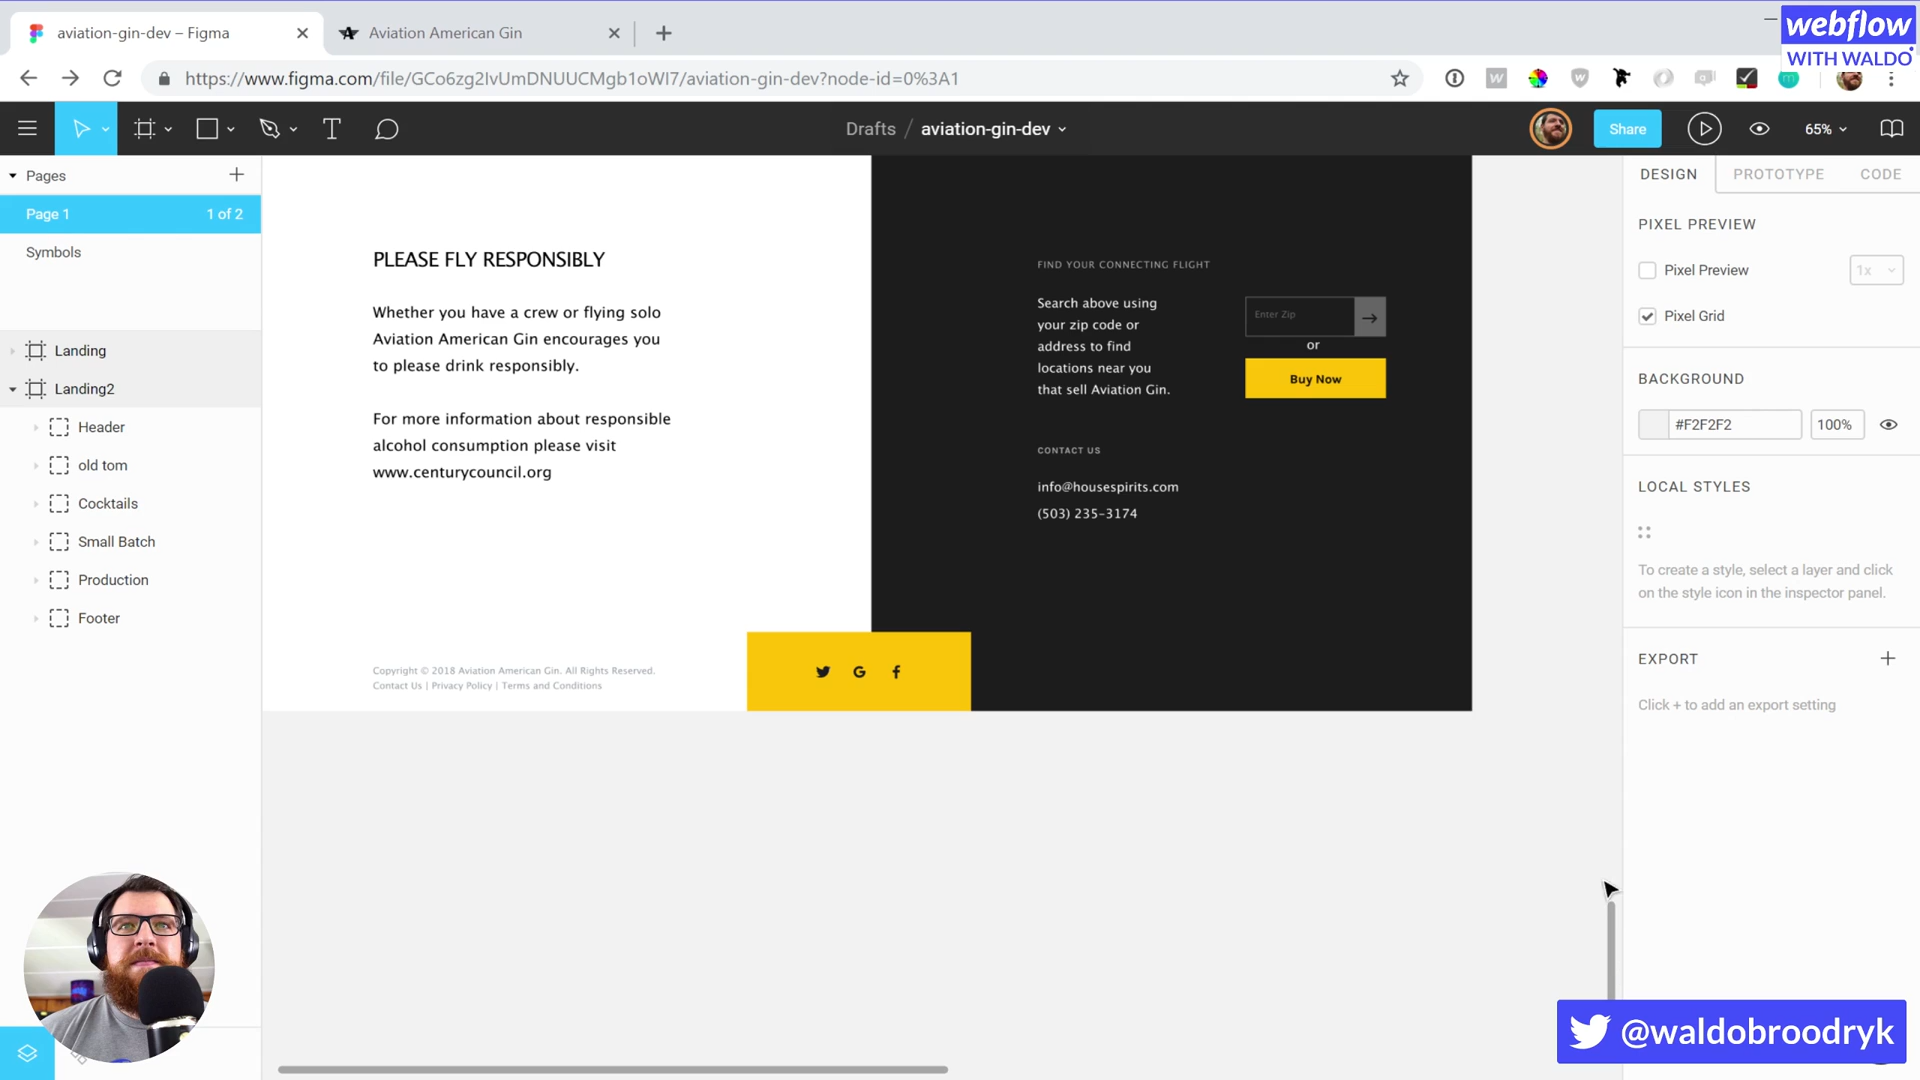 aviation-gin-dev – Figma
Aviation American Gin
webflow
WITH WALDO
https://www.figma.com/file/GCo6zg2IvUmDNUUCMgb1oWI7/aviation-gin-dev?node-id=0%3A1
Drafts / aviation-gin-dev
Share
65%
Pages
Page 1
1 of 2
Symbols
Landing
Landing2
Header
old tom
Cocktails
Small Batch
Production
Footer
PLEASE FLY RESPONSIBLY
Whether you have a crew or flying solo
Aviation American Gin encourages you
to please drink responsibly.
For more information about responsible
alcohol consumption please visit
www.centurycouncil.org
Copyright © 2018 Aviation American Gin. All Rights Reserved.
Contact Us | Privacy Policy | Terms and Conditions
FIND YOUR CONNECTING FLIGHT
Search above using
your zip code or
address to find
locations near you
that sell Aviation Gin.
Enter Zip
or
Buy Now
CONTACT US
info@housespirits.com
(503) 235-3174
DESIGN
PROTOTYPE
CODE
PIXEL PREVIEW
Pixel Preview
1x
Pixel Grid
BACKGROUND
#F2F2F2
100%
LOCAL STYLES
To create a style, select a layer and click
on the style icon in the inspector panel.
EXPORT
Click + to add an export setting
@waldobroodryk